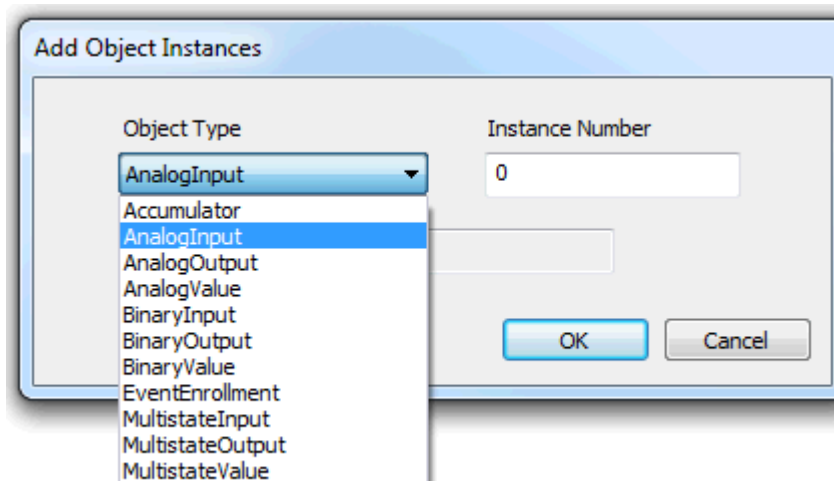 Add Object Instances
Object Type
Instance Number
AnalogInput
0
Accumulator
AnalogInput
AnalogOutput
AnalogValue
BinaryInput
BinaryOutput
BinaryValue
EventEnrollment
MultistateInput
MultistateOutput
MultistateValue
OK
Cancel